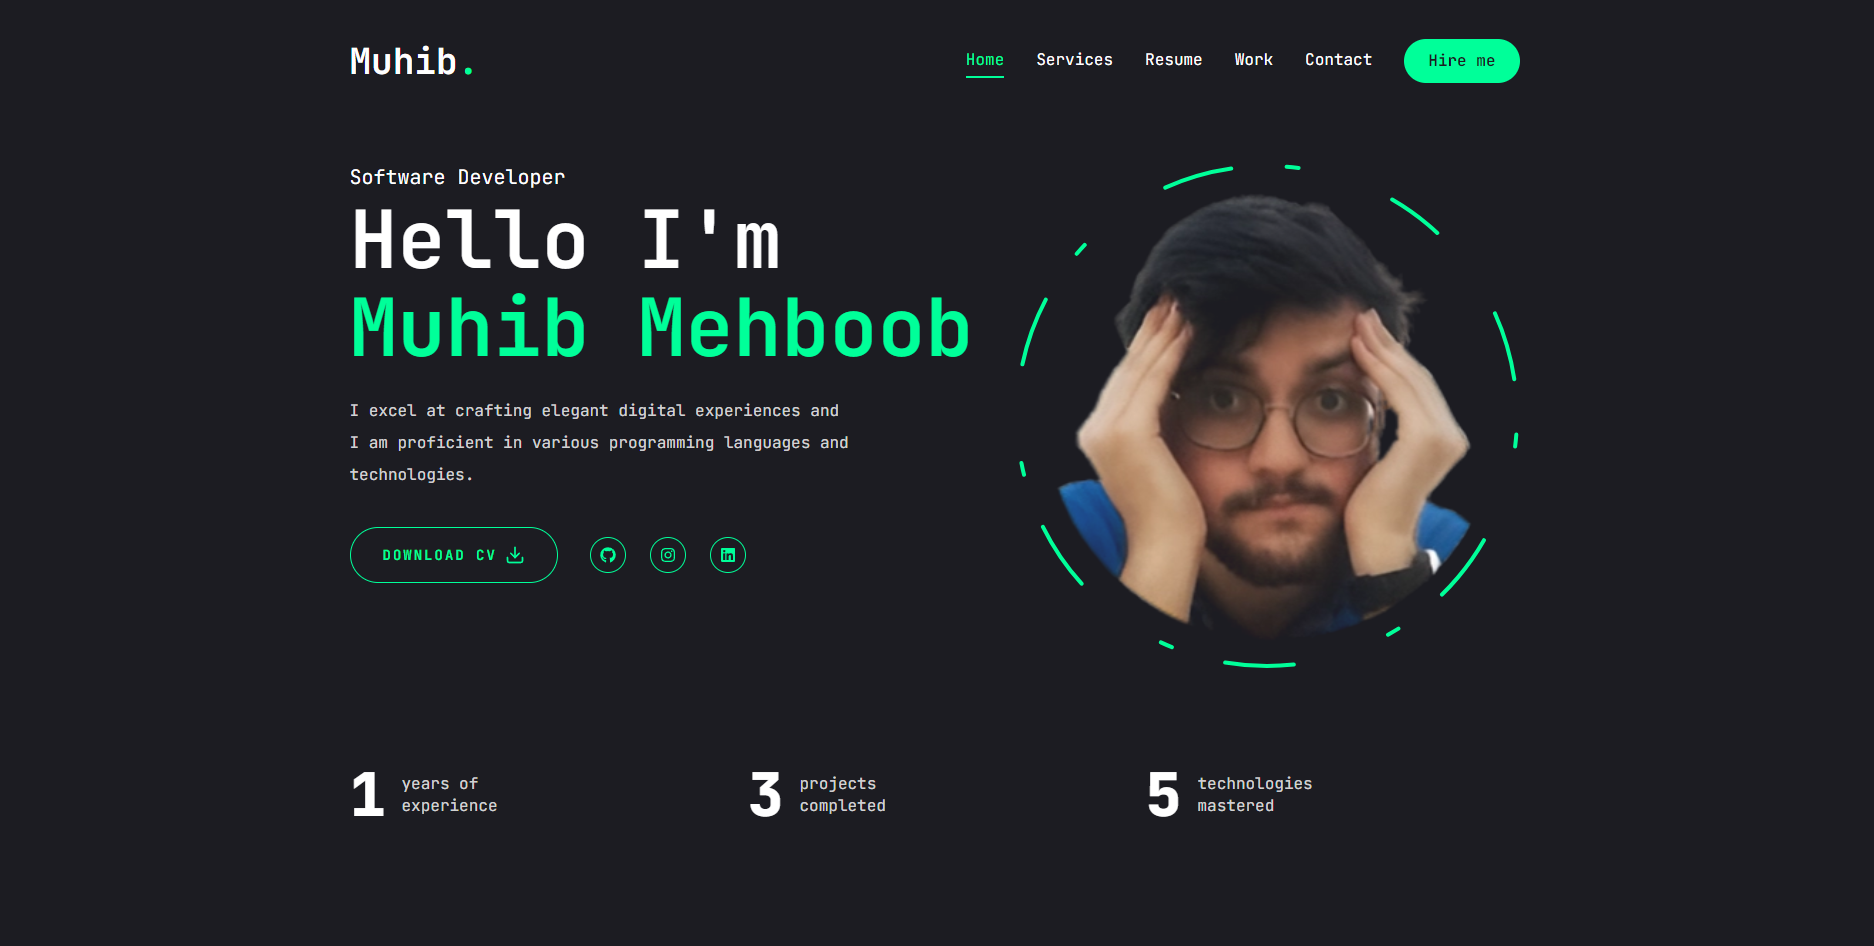 Muhib.
Home Services Resume Work Contact Hire me
Software Developer
Hello I'm
Muhib Mehboob
I excel at crafting elegant digital experiences and
I am proficient in various programming languages and
technologies.
DOWNLOAD CV
in
1 years of
experience
3 projects
completed
5 technologies
mastered